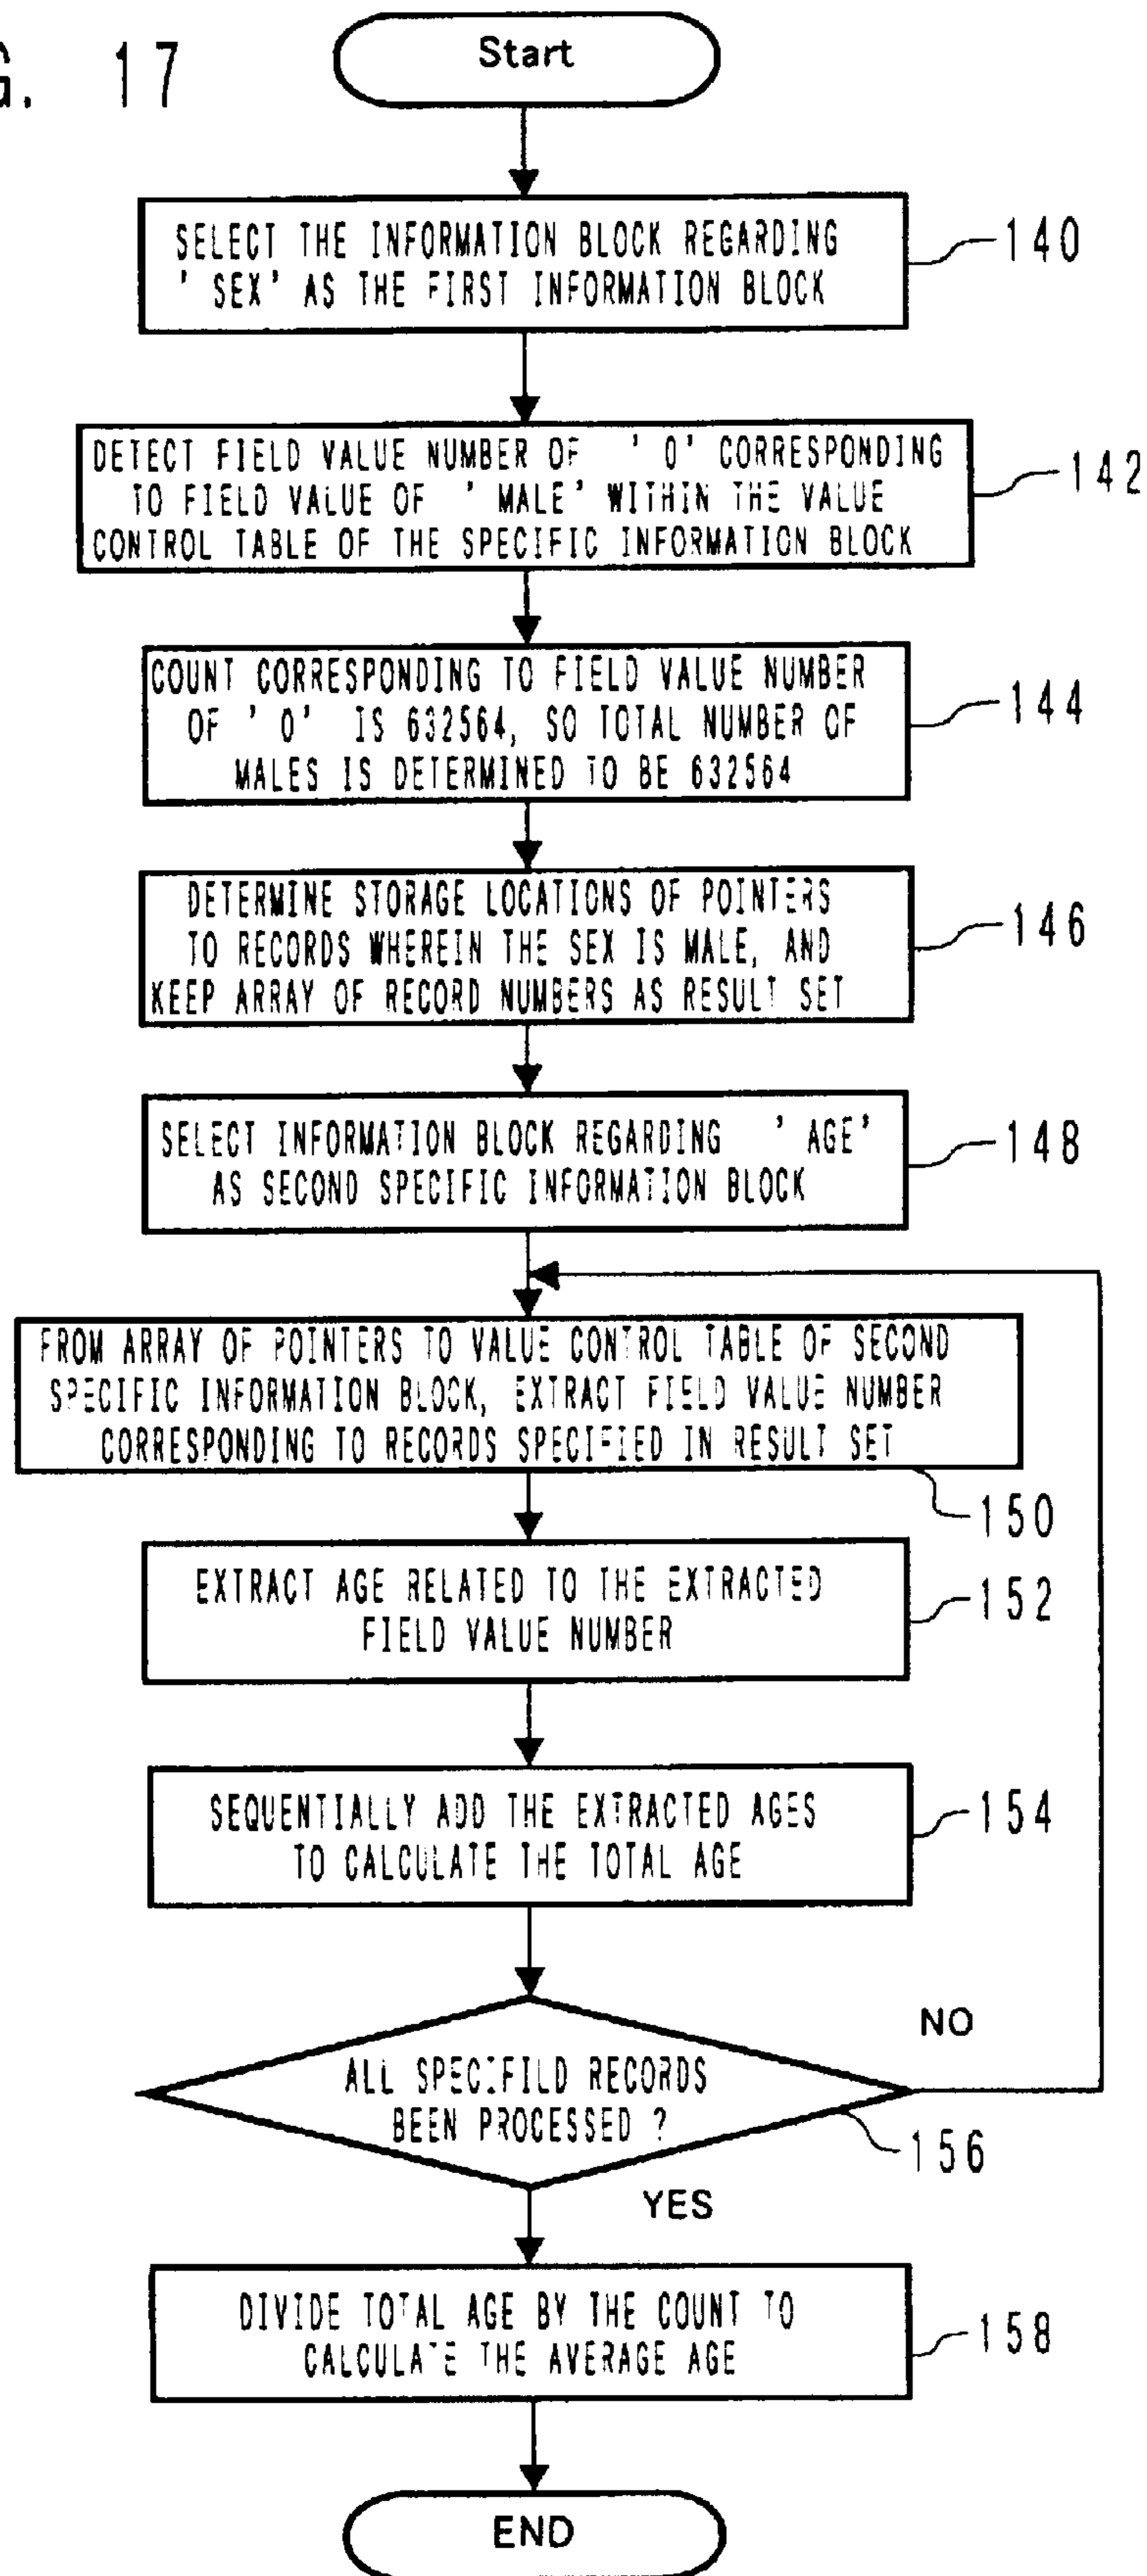 G. 17
Start
SELECT THE INFORMATION BLOCK REGARDING
' SEX' AS THE FIRST INFORMATION BLOCK
140
DETECT FIELD VALUE NUMBER OF ' 0' CORRESPONDING
TO FIELD VALUE OF ' MALE' WITHIN THE VALUE
CONTROL TABLE OF THE SPECIFIC INFORMATION BLOCK
142
COUNT CORRESPONDING TO FIELD VALUE NUMBER
OF ' 0' IS 632564, SO TOTAL NUMBER OF
MALES IS DETERMINED TO BE 632564
144
DETERMINE STORAGE LOCATIONS OF POINTERS
TO RECORDS WHEREIN THE SEX IS MALE, AND
KEEP ARRAY OF RECORD NUMBERS AS RESULT SET
146
SELECT INFORMATION BLOCK REGARDING ' AGE'
AS SECOND SPECIFIC INFORMATION BLOCK
148
FROM ARRAY OF POINTERS TO VALUE CONTROL TABLE OF SECOND
SPECIFIC INFORMATION BLOCK, EXTRACT FIELD VALUE NUMBER
CORRESPONDING TO RECORDS SPECIFIED IN RESULT SET
150
EXTRACT AGE RELATED TO THE EXTRACTED
FIELD VALUE NUMBER
152
SEQUENTIALLY ADD THE EXTRACTED AGES
TO CALCULATE THE TOTAL AGE
154
NO
ALL SPECIFILD RECORDS
BEEN PROCESSED ?
156
YES
DIVIDE TOTAL AGE BY THE COUNT TO
CALCULATE THE AVERAGE AGE
158
END